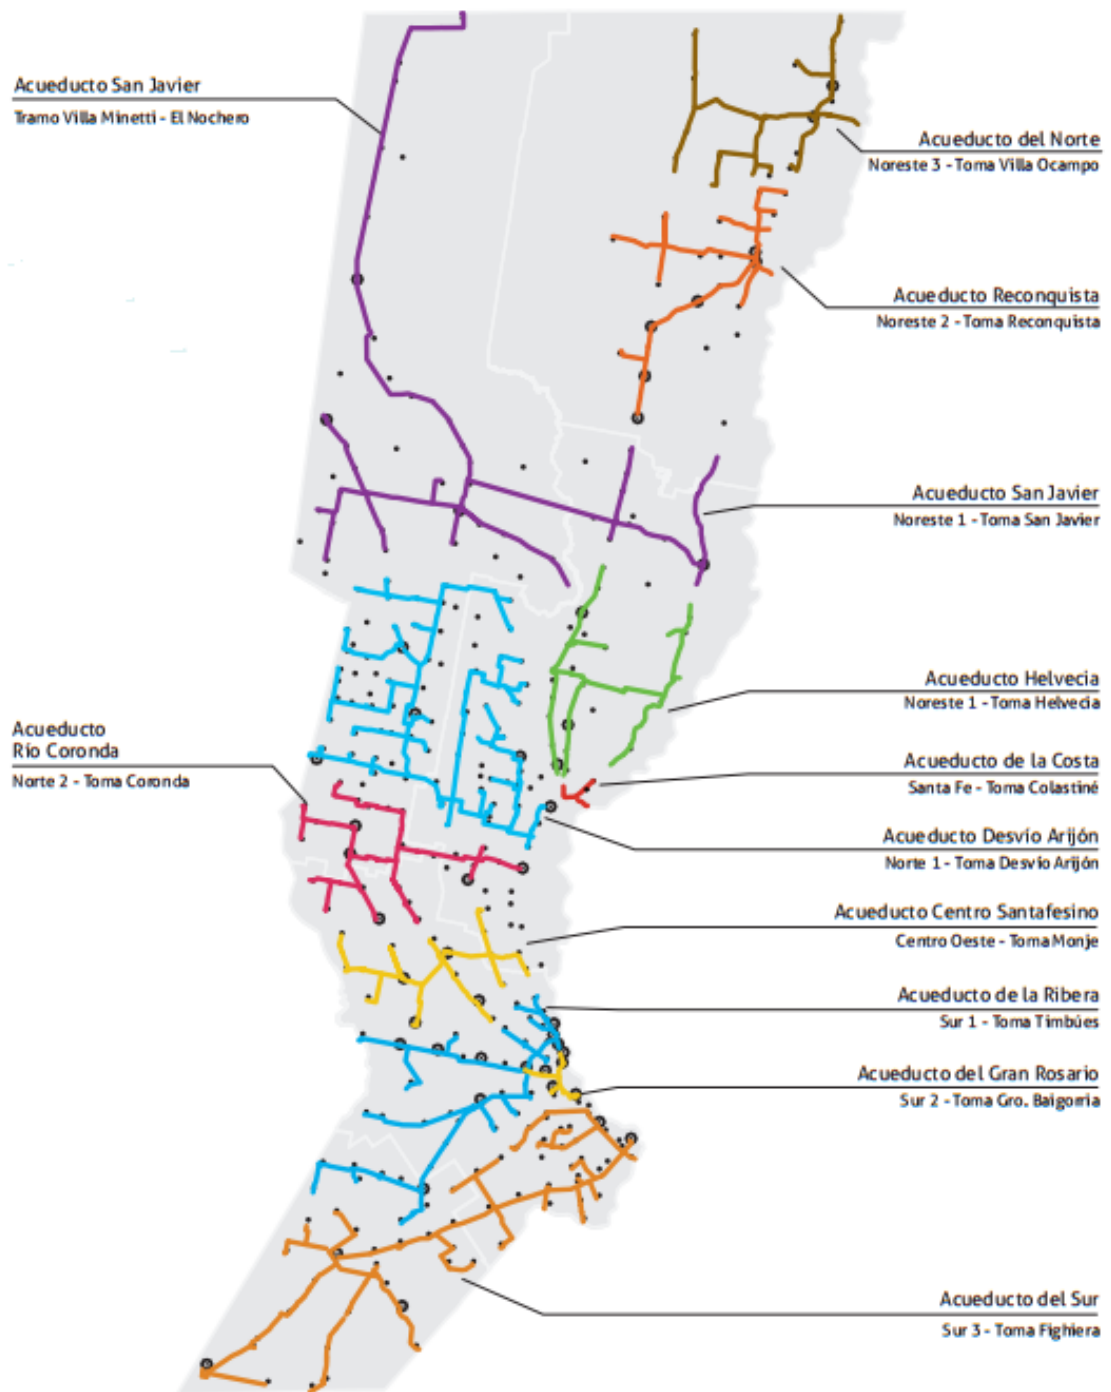 Acueducto San Javier
Tramo Villa Minetti - El Nochero
Acueducto del Norte
Noreste 3 - Toma Villa Ocampo
Acueducto Reconquista
Noreste 2 - Toma Reconquista
Acueducto San Javier
Noreste 1 - Toma San Javier
Acueducto Helvecia
Noreste 1 - Toma Helvecia
Acueducto
Río Coronda
Norte 2 - Toma Coronda
Acueducto de la Costa
Santa Fe - Toma Colastiné
Acueducto Desvío Arijón
Norte 1 - Toma Desvío Arijón
Acueducto Centro Santafesino
Centro Oeste - Toma Monje
Acueducto de la Ribera
Sur 1 - Toma Timbúes
Acueducto del Gran Rosario
Sur 2 - Toma Gro. Baigorria
Acueducto del Sur
Sur 3 - Toma Fighiera